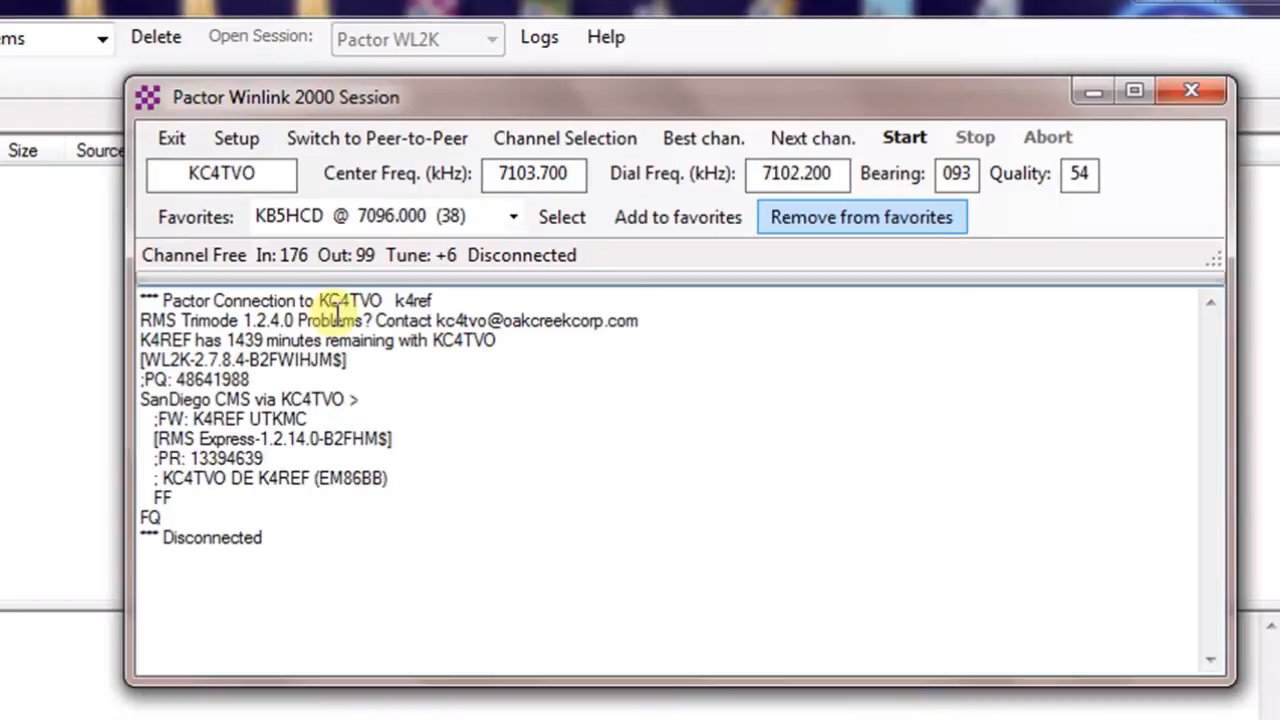 ems Delete Open Session: Pactor WL2K Logs Help
Pactor Winlink 2000 Session
Size Source
Exit Setup Switch to Peer-to-Peer Channel Selection Best chan. Next chan. Start Stop Abort
KC4TVO Center Freq. (kHz): 7103.700 Dial Freq. (kHz): 7102.200 Bearing: 093 Quality: 54
Favorites: KB5HCD @ 7096.000 (38) Select Add to favorites Remove from favorites
Channel Free In: 176 Out: 99 Tune: +6 Disconnected
*** Pactor Connection to KC4TVO k4ref
RMS Trimode 1.2.4.0 Problems? Contact kc4tvo@oakcreekcorp.com
K4REF has 1439 minutes remaining with KC4TVO
[WL2K-2.7.8.4-B2FWIHJM$]
;PQ: 48641988
SanDiego CMS via KC4TVO >
;FW: K4REF UTKMC
[RMS Express-1.2.14.0-B2FHM$]
;PR: 13394639
; KC4TVO DE K4REF (EM86BB)
FF
FQ
*** Disconnected